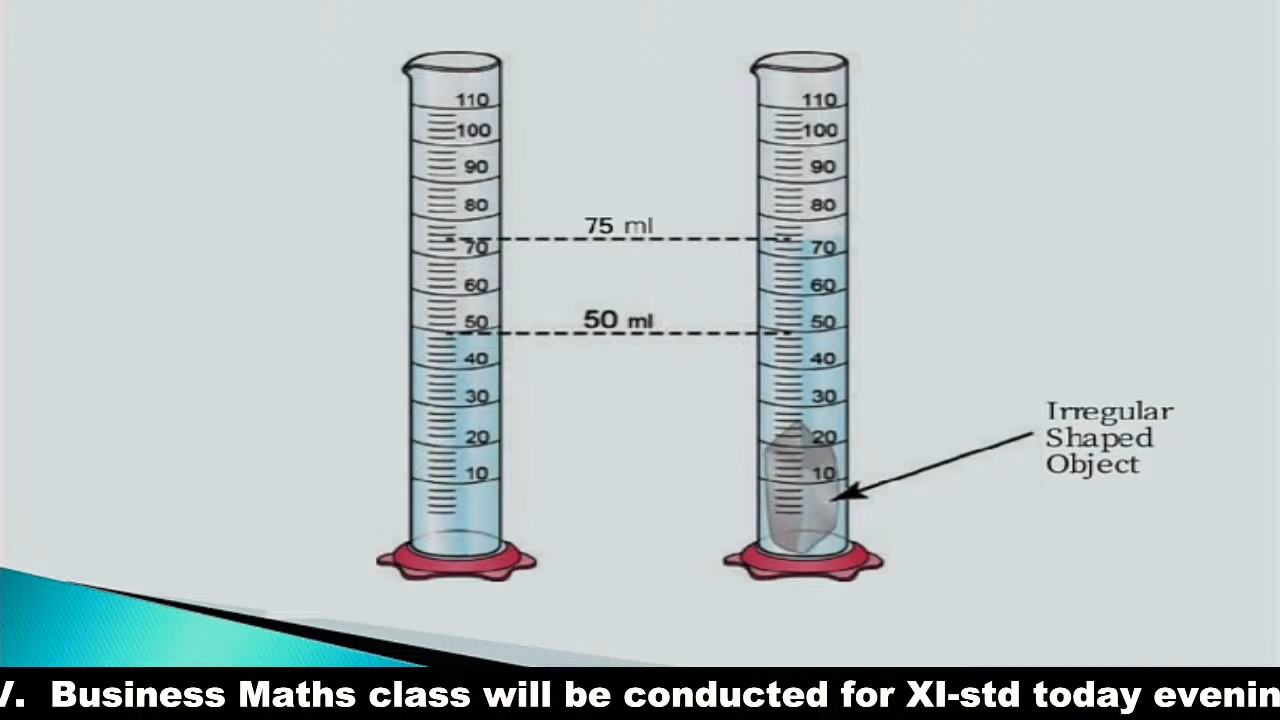 110 110
100 100
90 90
80 80
75 ml
70 70
60 60
50 ml
50 50
40 40
30 30
20 20
10 10
Irregular
Shaped
Object
V. Business Maths class will be conducted for XI-std today evenin